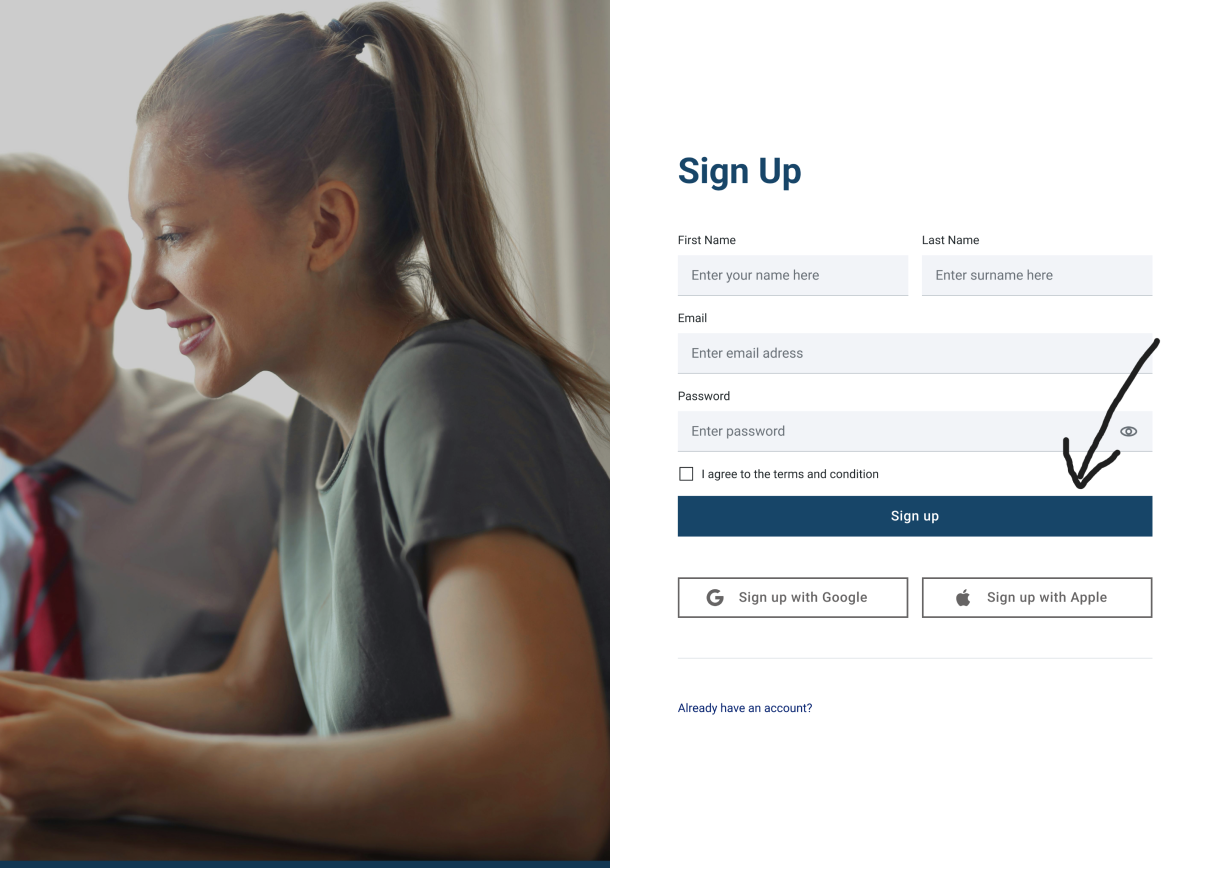 Sign Up
First Name
Last Name
Enter your name here
Enter surname here
Email
Enter email adress
Password
Enter password
I agree to the terms and condition
Sign up
Sign up with Google
Sign up with Apple
Already have an account?